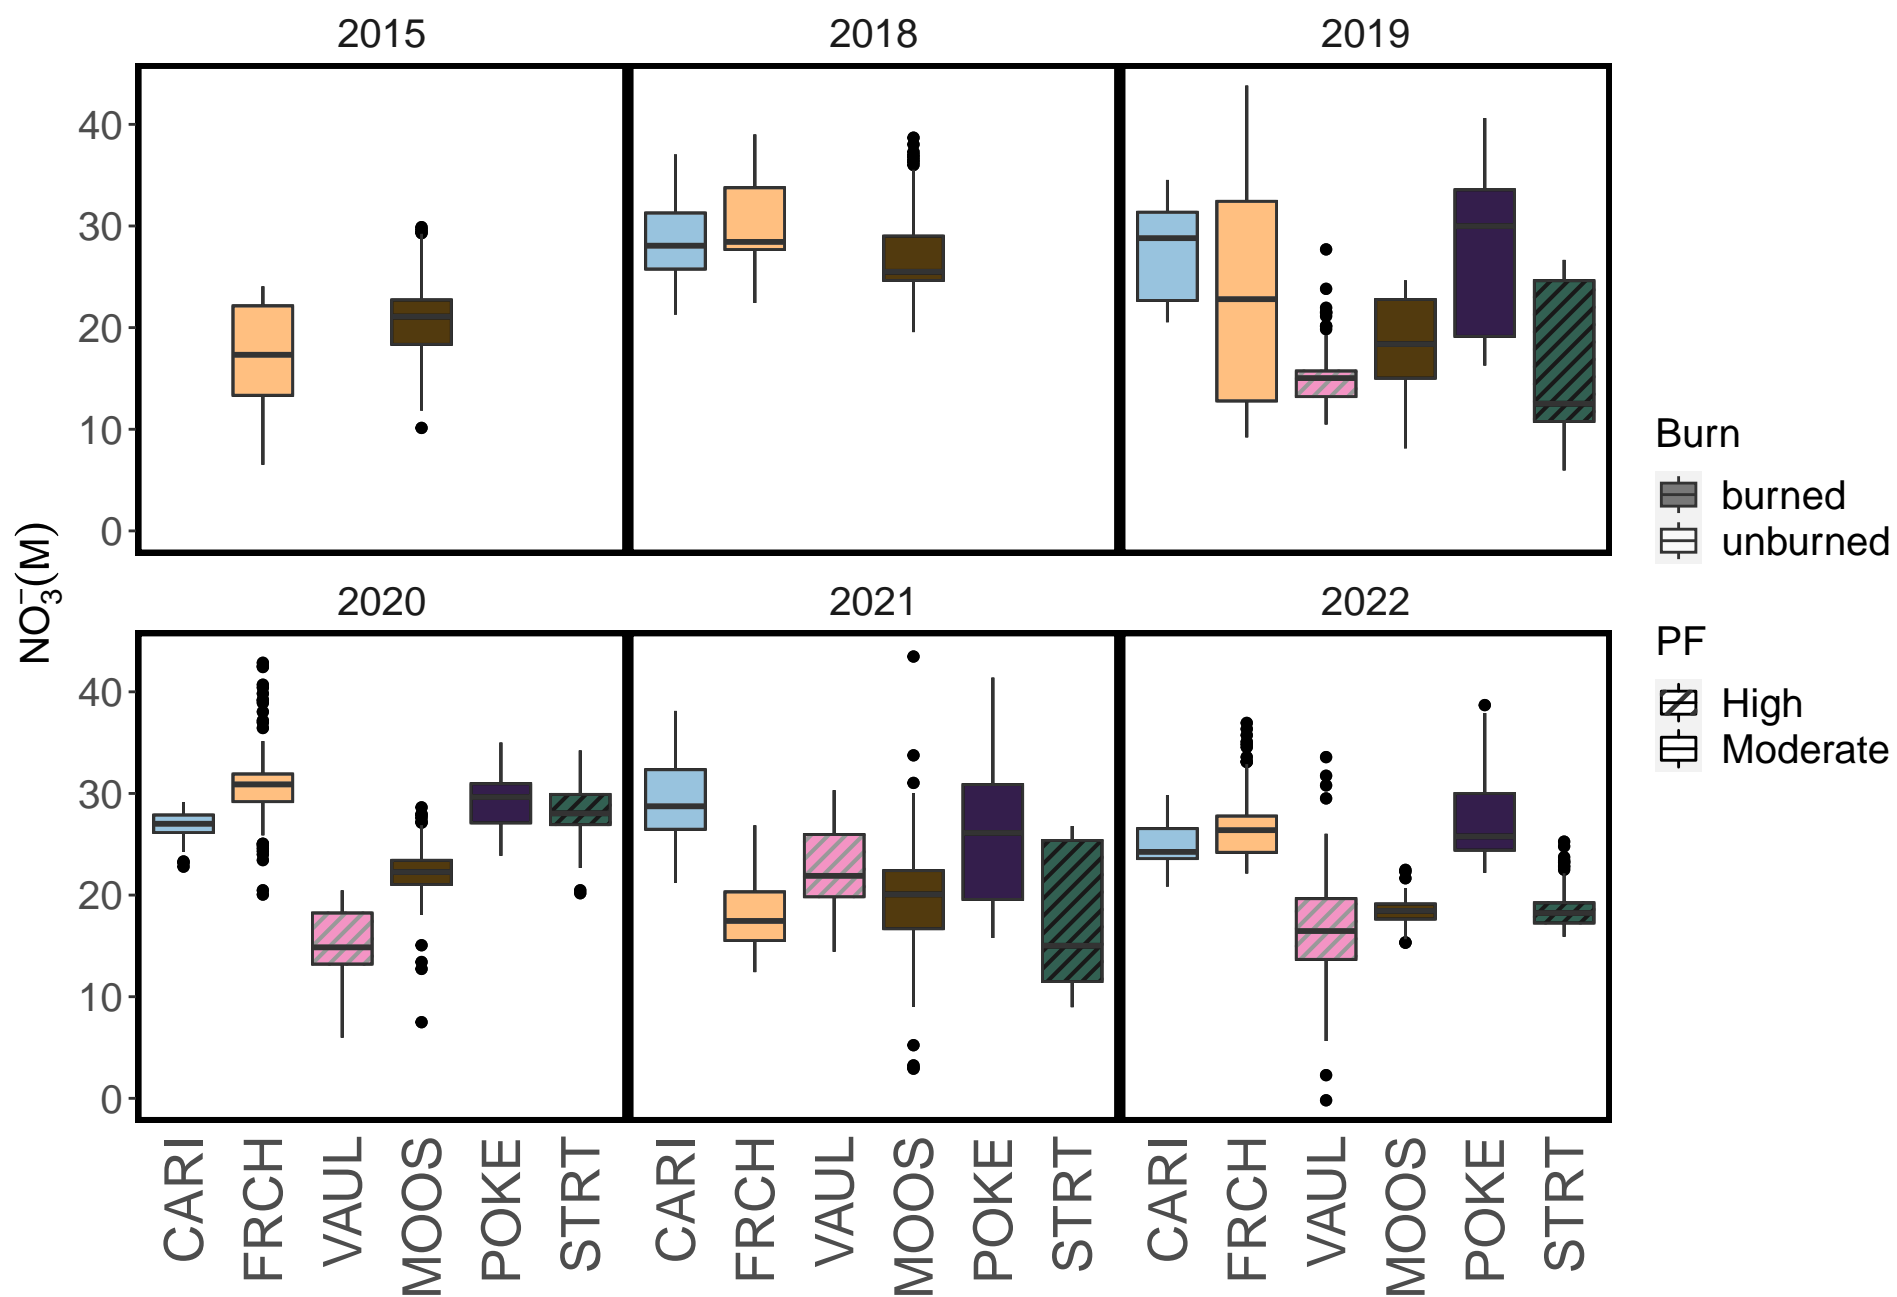 2015 2018 2019
40
30
20
10
0
NO₃⁻(M)
2020 2021 2022
40
30
20
10
0
CARI FRCH VAUL MOOS POKE STRT CARI FRCH VAUL MOOS POKE STRT CARI FRCH VAUL MOOS POKE STRT
Burn
burned
unburned
PF
High
Moderate